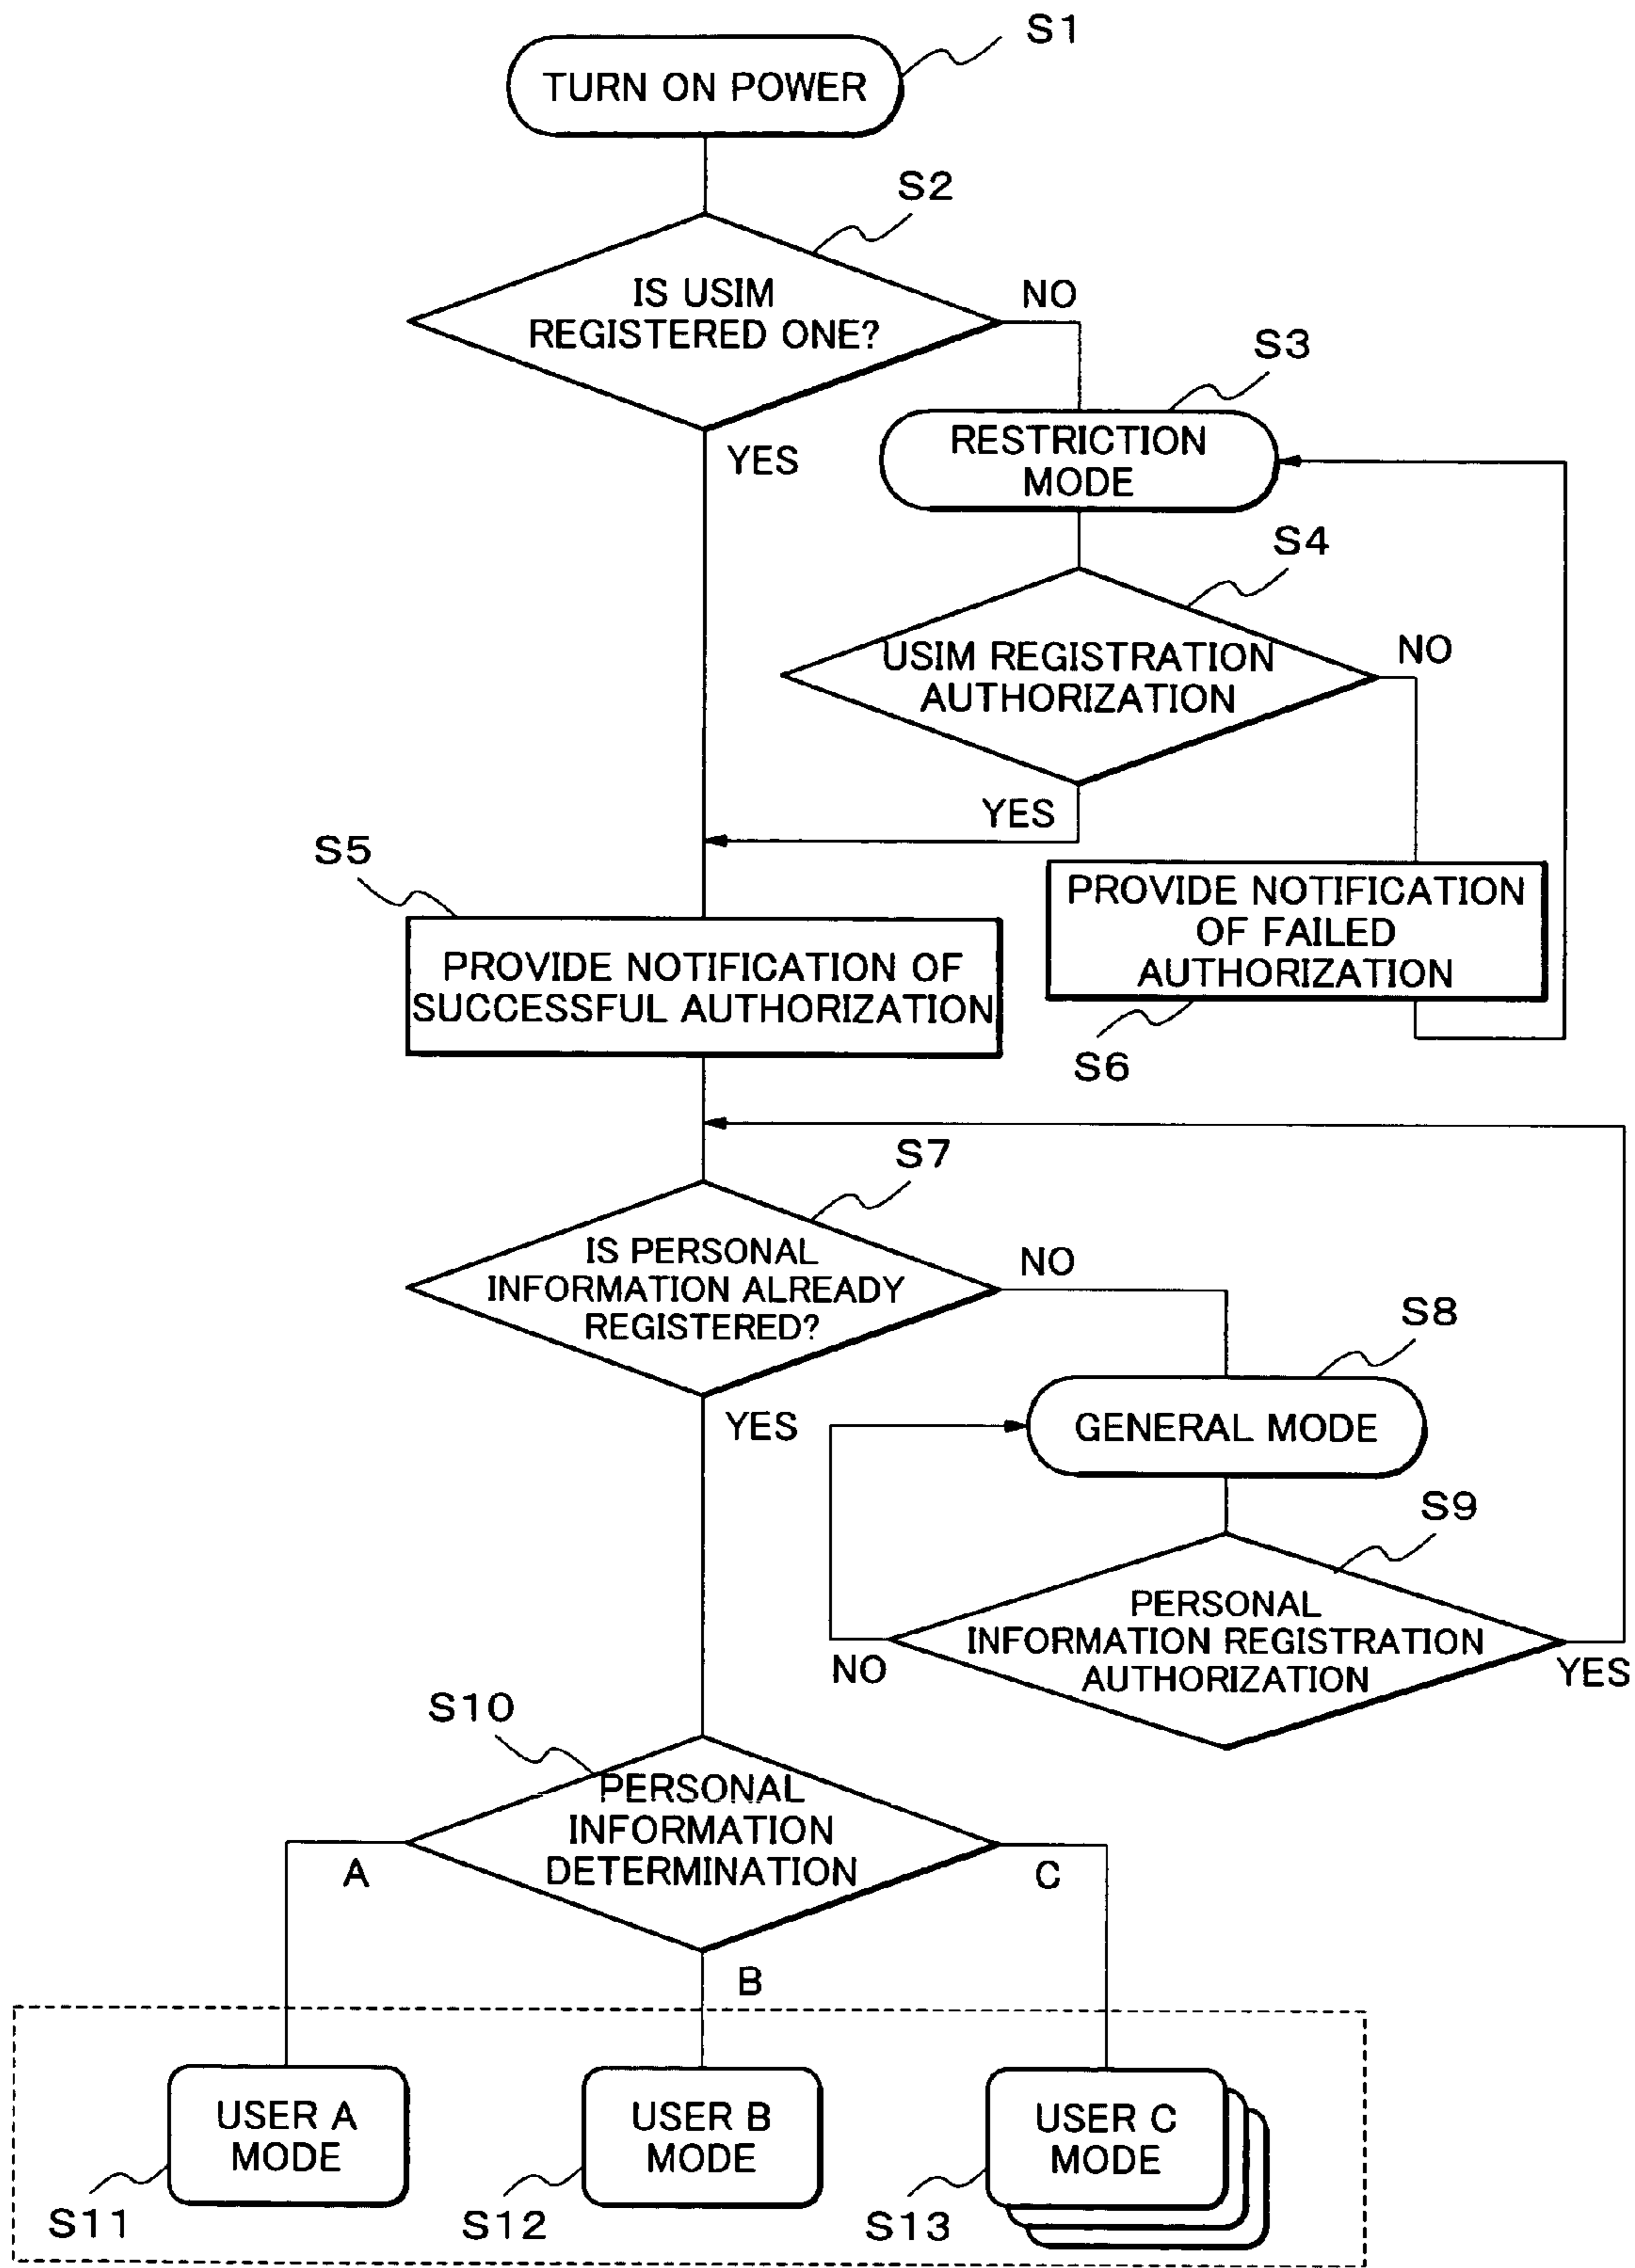 S1
TURN ON POWER
S2
IS USIM
REGISTERED ONE?
NO
YES
S3
RESTRICTION
MODE
S4
USIM REGISTRATION
AUTHORIZATION
NO
YES
S5
PROVIDE NOTIFICATION OF
SUCCESSFUL AUTHORIZATION
PROVIDE NOTIFICATION
OF FAILED
AUTHORIZATION
S6
S7
IS PERSONAL
INFORMATION ALREADY
REGISTERED?
NO
YES
S8
GENERAL MODE
S9
PERSONAL
INFORMATION REGISTRATION
AUTHORIZATION
NO
YES
S10
PERSONAL
INFORMATION
DETERMINATION
A
B
C
USER A
MODE
S11
USER B
MODE
S12
USER C
MODE
S13